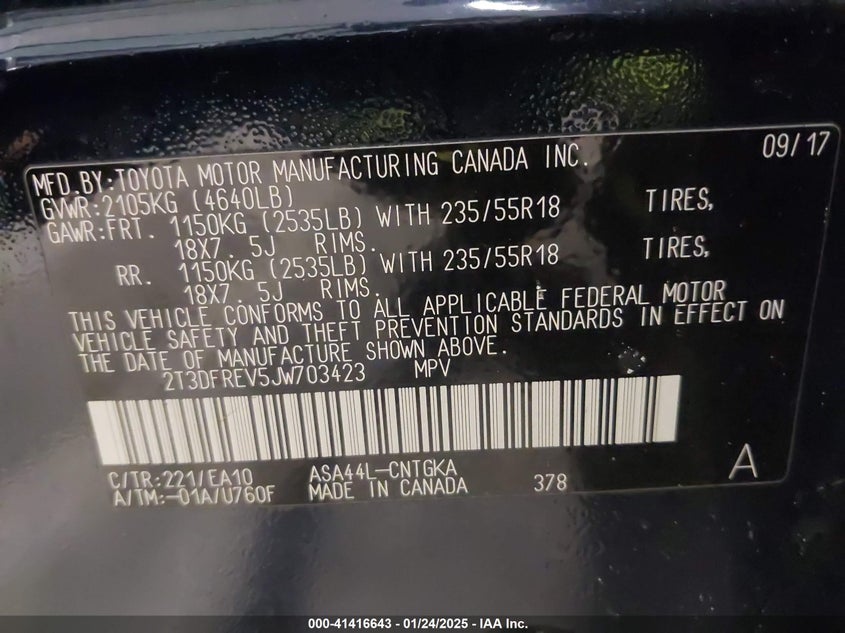 09/17
MFD.BY:TOYOTA MOTOR MANUFACTURING CANADA INC.
GVWR:2105KG (4640LB)
GAWR:FRT. 1150KG (2535LB) WITH 235/55R18 TIRES,
18X7. 5J RIMS.
RR. 1150KG (2535LB) WITH 235/55R18 TIRES,
18X7. 5J RIMS.
THIS VEHICLE CONFORMS TO ALL APPLICABLE FEDERAL MOTOR
VEHICLE SAFETY AND THEFT PREVENTION STANDARDS IN EFFECT ON
THE DATE OF MANUFACTURE SHOWN ABOVE.
2T3DFREV5JW703423 MPV
C/TR:221/EA10 ASA44L-CNTGKA A
A/TM:-01A/U760F MADE IN CANADA 378
000-41416643 - 01/24/2025 - IAA Inc.